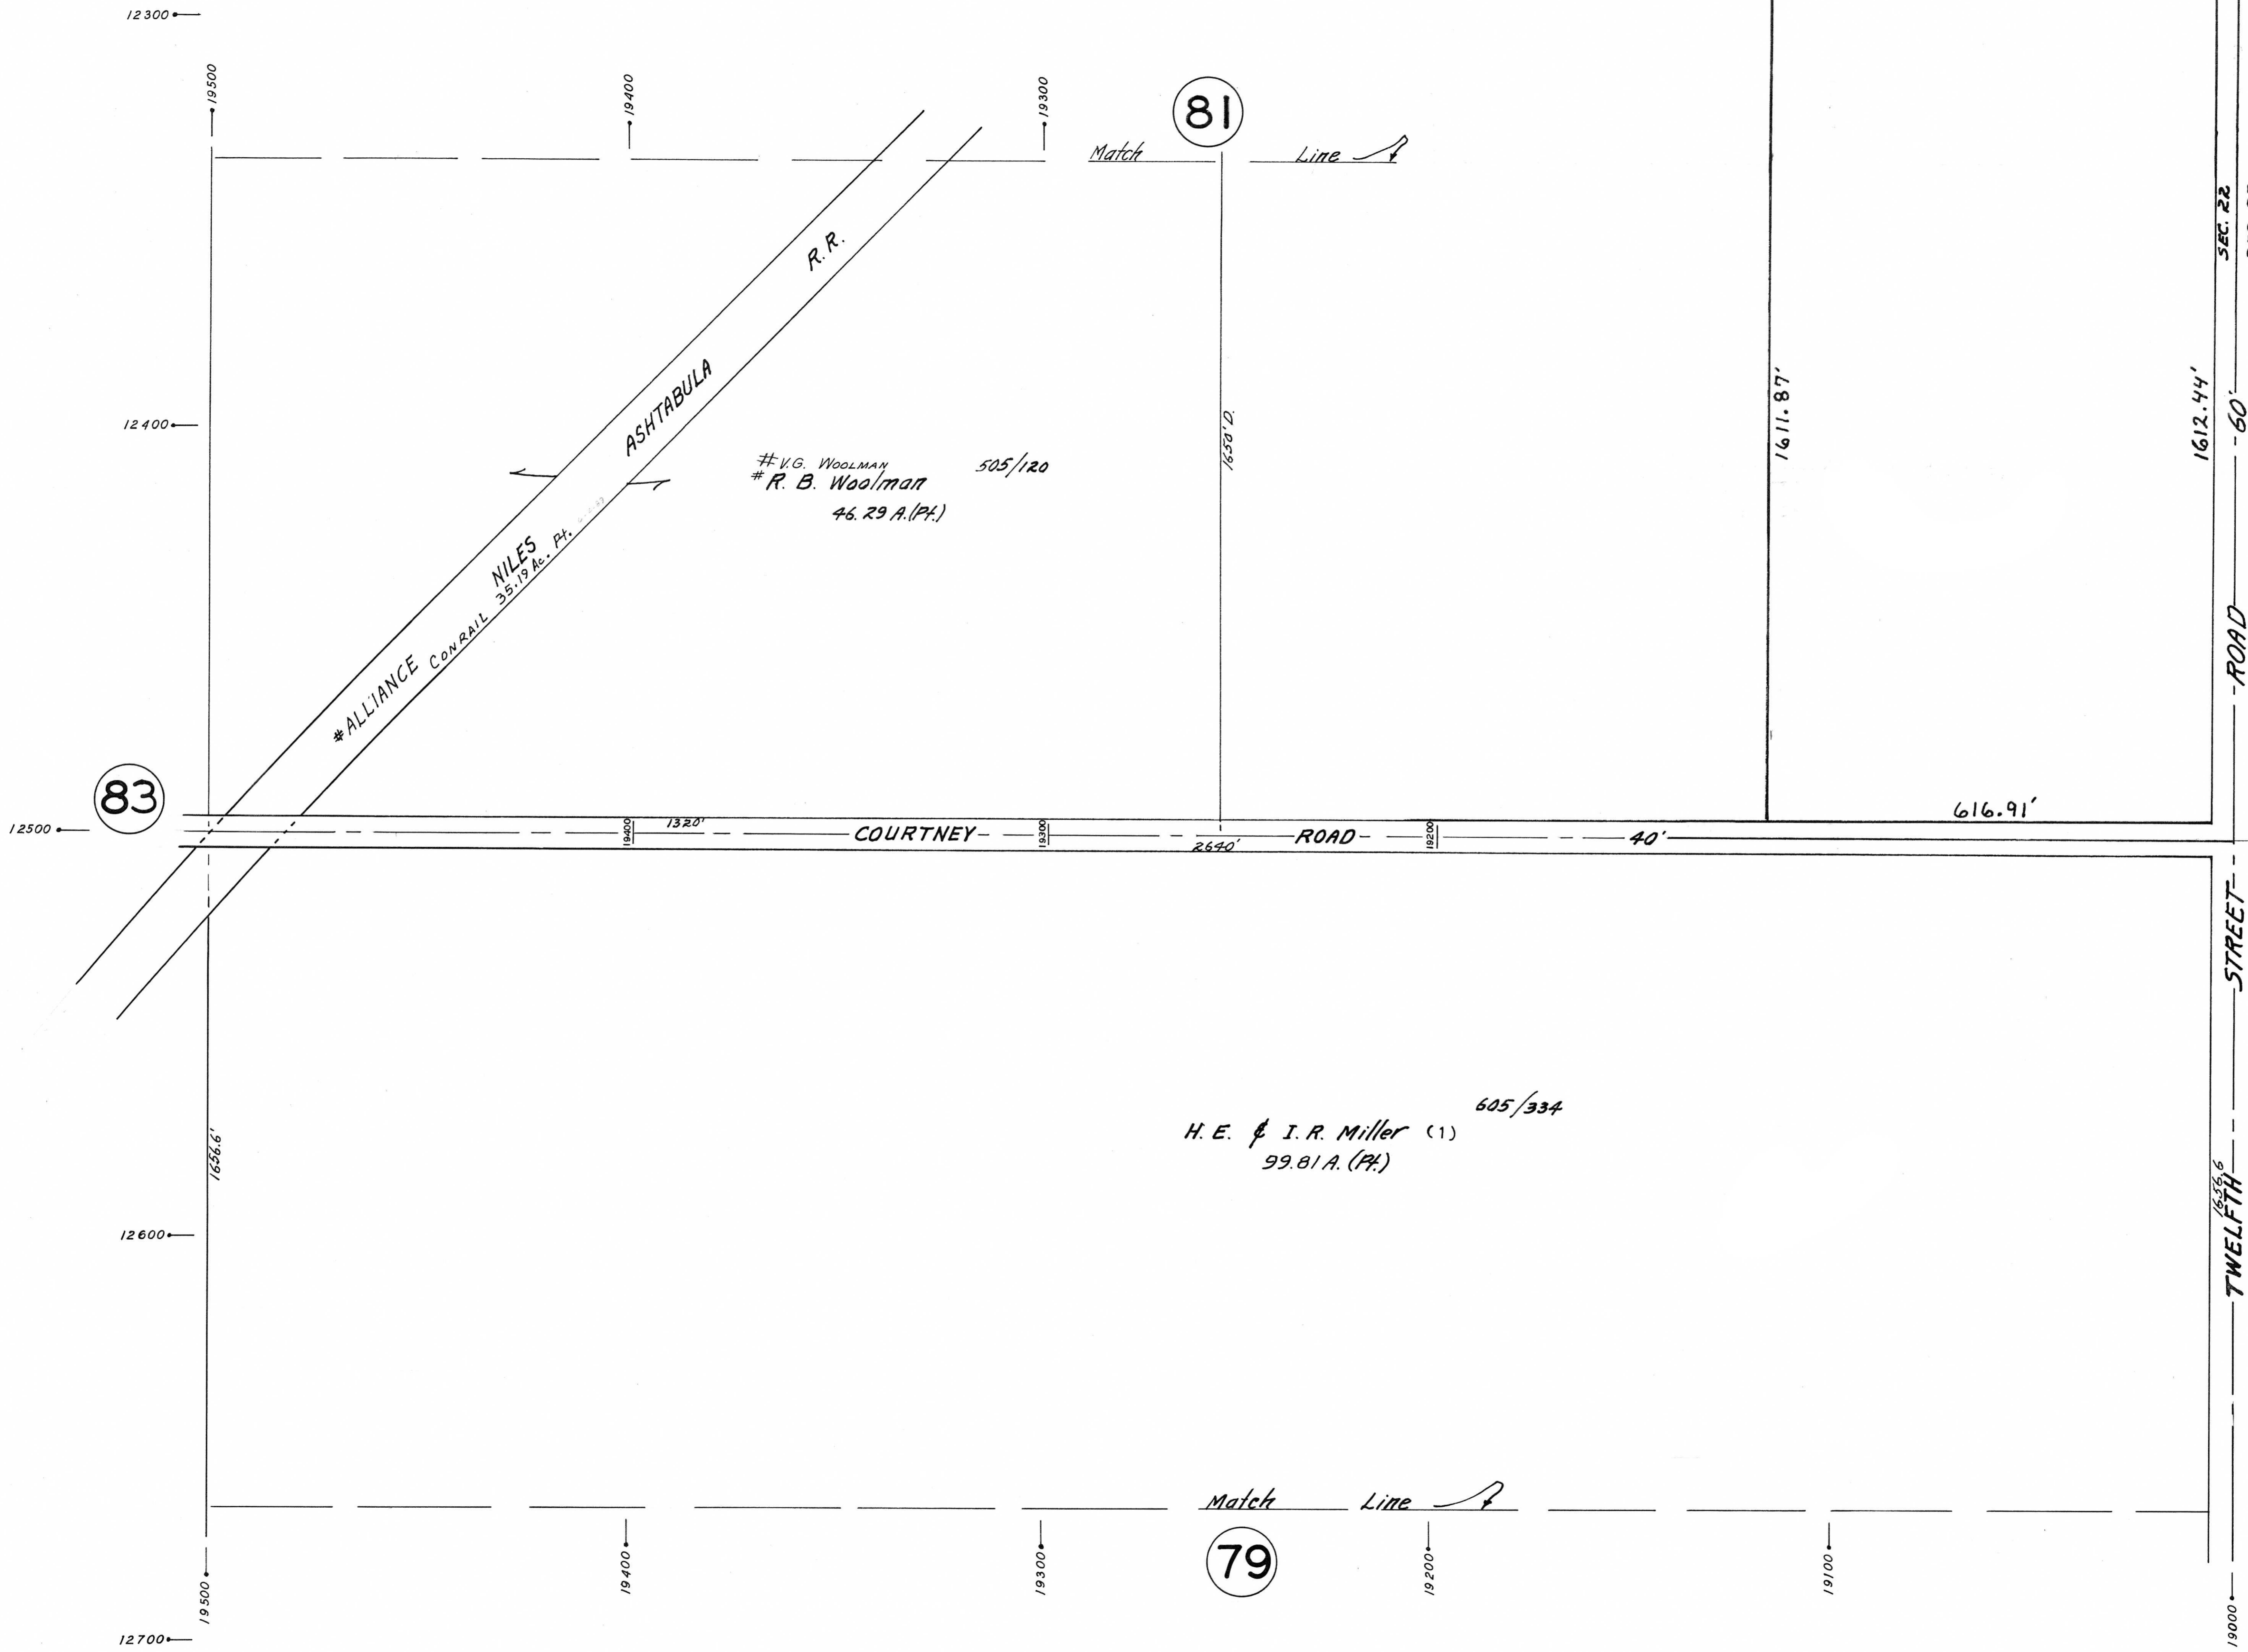 12300
19500
19400
19300
81
Match Line
SEC. 22
R.R.
ASHTABULA
12400
# V.G. WOOLMAN
505/120
# R. B. Woolman
46.29 A.(Pt.)
1650' D.
1611.87'
1612.44'
60'
NILES
35.19 Ac. Pt.
CONRAIL
# ALLIANCE
ROAD
83
616.91'
12500
19400
1320'
COURTNEY
19300
2640'
ROAD
19200
40'
STREET
605/334
H. E. & I. R. Miller (1)
99.81 A. (Pt.)
1656.6'
1656.6
TWELFTH
12600
Match Line
79
19500
19400
19300
19200
19100
19000
12700